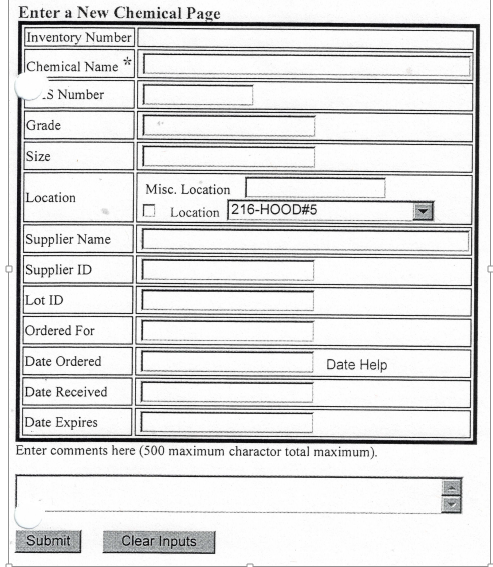 Enter a New Chemical Page
Inventory Number
Chemical Name *
S Number
Grade
Size
Location
Misc. Location
Location 216-HOOD#5
Supplier Name
Supplier ID
Lot ID
Ordered For
Date Ordered Date Help
Date Received
Date Expires
Enter comments here (500 maximum charactor total maximum).
Submit Clear Inputs